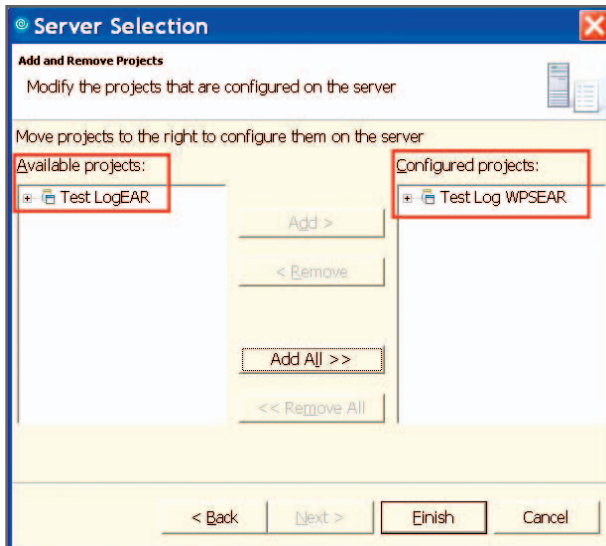 Server Selection
Add and Remove Projects
Modify the projects that are configured on the server
Move projects to the right to configure them on the server
Available projects:
Test LogEAR
Configured projects:
Test Log WPSEAR
Add >
< Remove
Add All >>
<< Remove All
< Back
Next >
Finish
Cancel